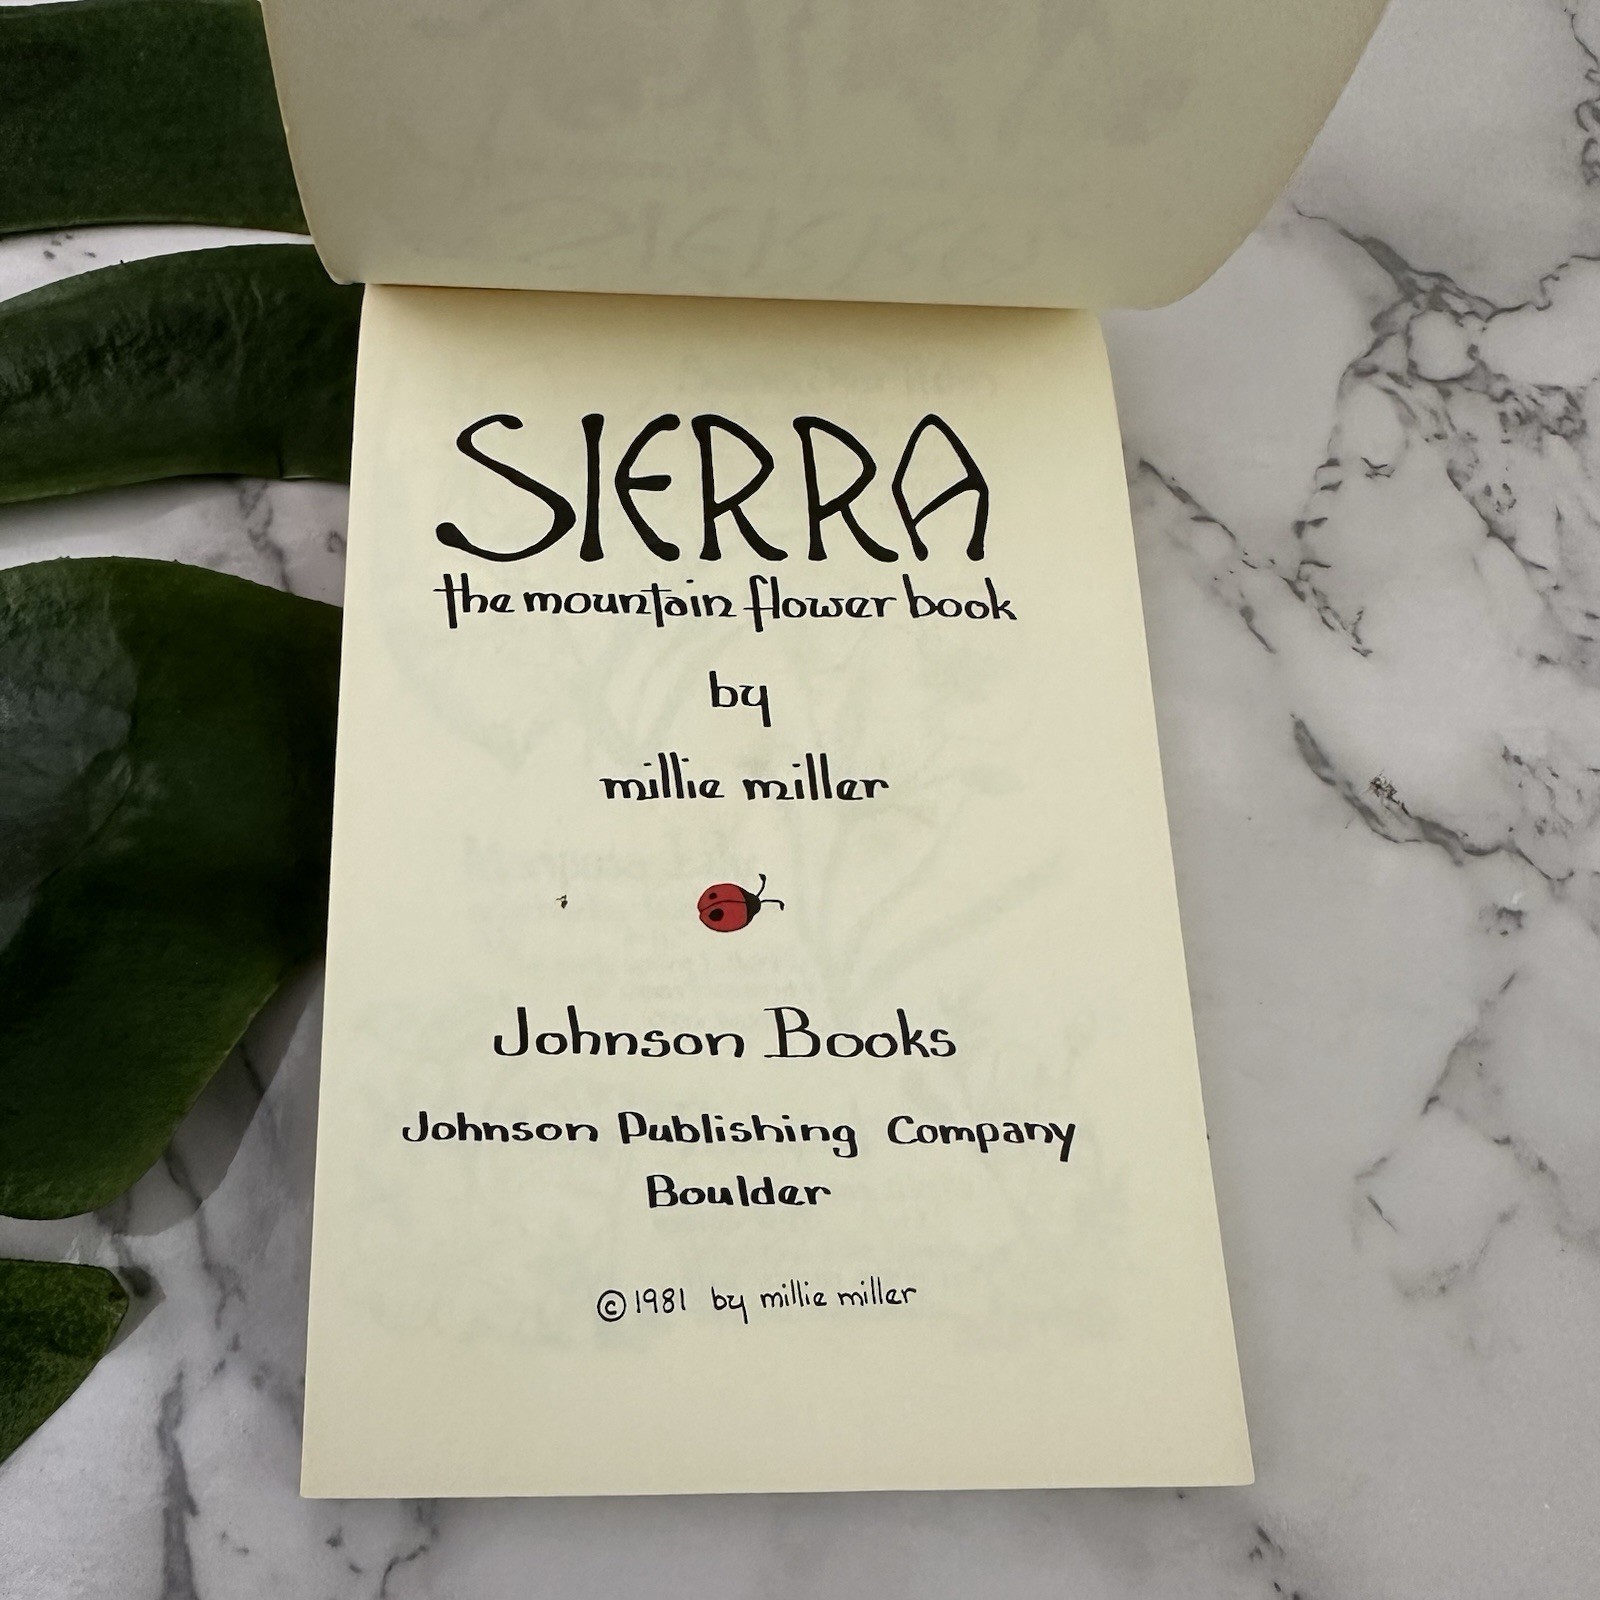 SIERRA
the mountain flower book
by
millie miller
Johnson Books
Johnson Publishing Company
Boulder
© 1981 by millie miller